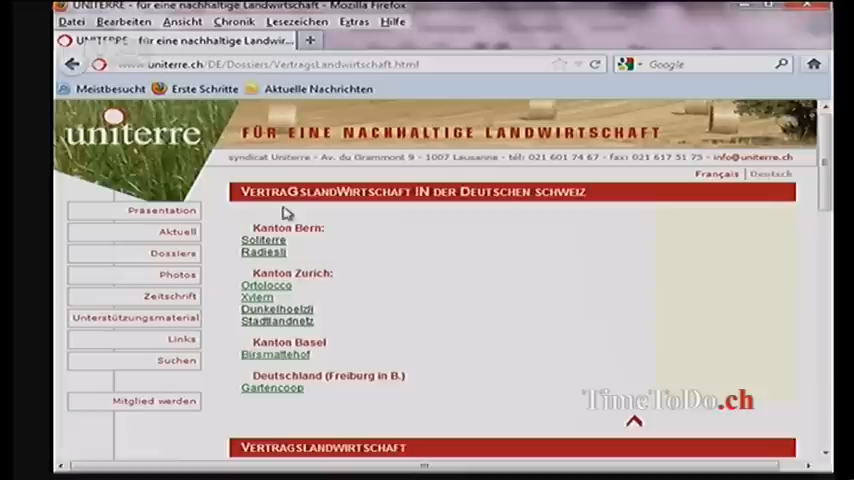 UNITERRE - für eine nachhaltige Landwirtschaft - Mozilla Firefox
Datei Bearbeiten Ansicht Chronik Lesezeichen Extras Hilfe
UNITERRE - für eine nachhaltige Landwir... +
www.uniterre.ch/DE/Dossiers/VertragsLandwirtschaft.html
Google
Meistbesucht Erste Schritte Aktuelle Nachrichten
uniterre
FÜR EINE NACHHALTIGE LANDWIRTSCHAFT
syndicat Uniterre - Av. du Grammont 9 - 1007 Lausanne - tél: 021 601 74 67 - fax: 021 617 51 75 - info@uniterre.ch
Français | Deutsch
VERTRAGSLANDWIRTSCHAFT IN DER DEUTSCHEN SCHWEIZ
Präsentation
Aktuell
Dossiers
Photos
Zeitschrift
Unterstützungsmaterial
Links
Suchen
Mitglied werden
Kanton Bern:
Soliterre
Radiesli
Kanton Zurich:
Ortolocco
Xylem
Dunkelhoelzli
Stadtlandnetz
Kanton Basel
Birsmattehof
Deutschland (Freiburg in B.)
Gartencoop
TimeToDo.ch
VERTRAGSLANDWIRTSCHAFT